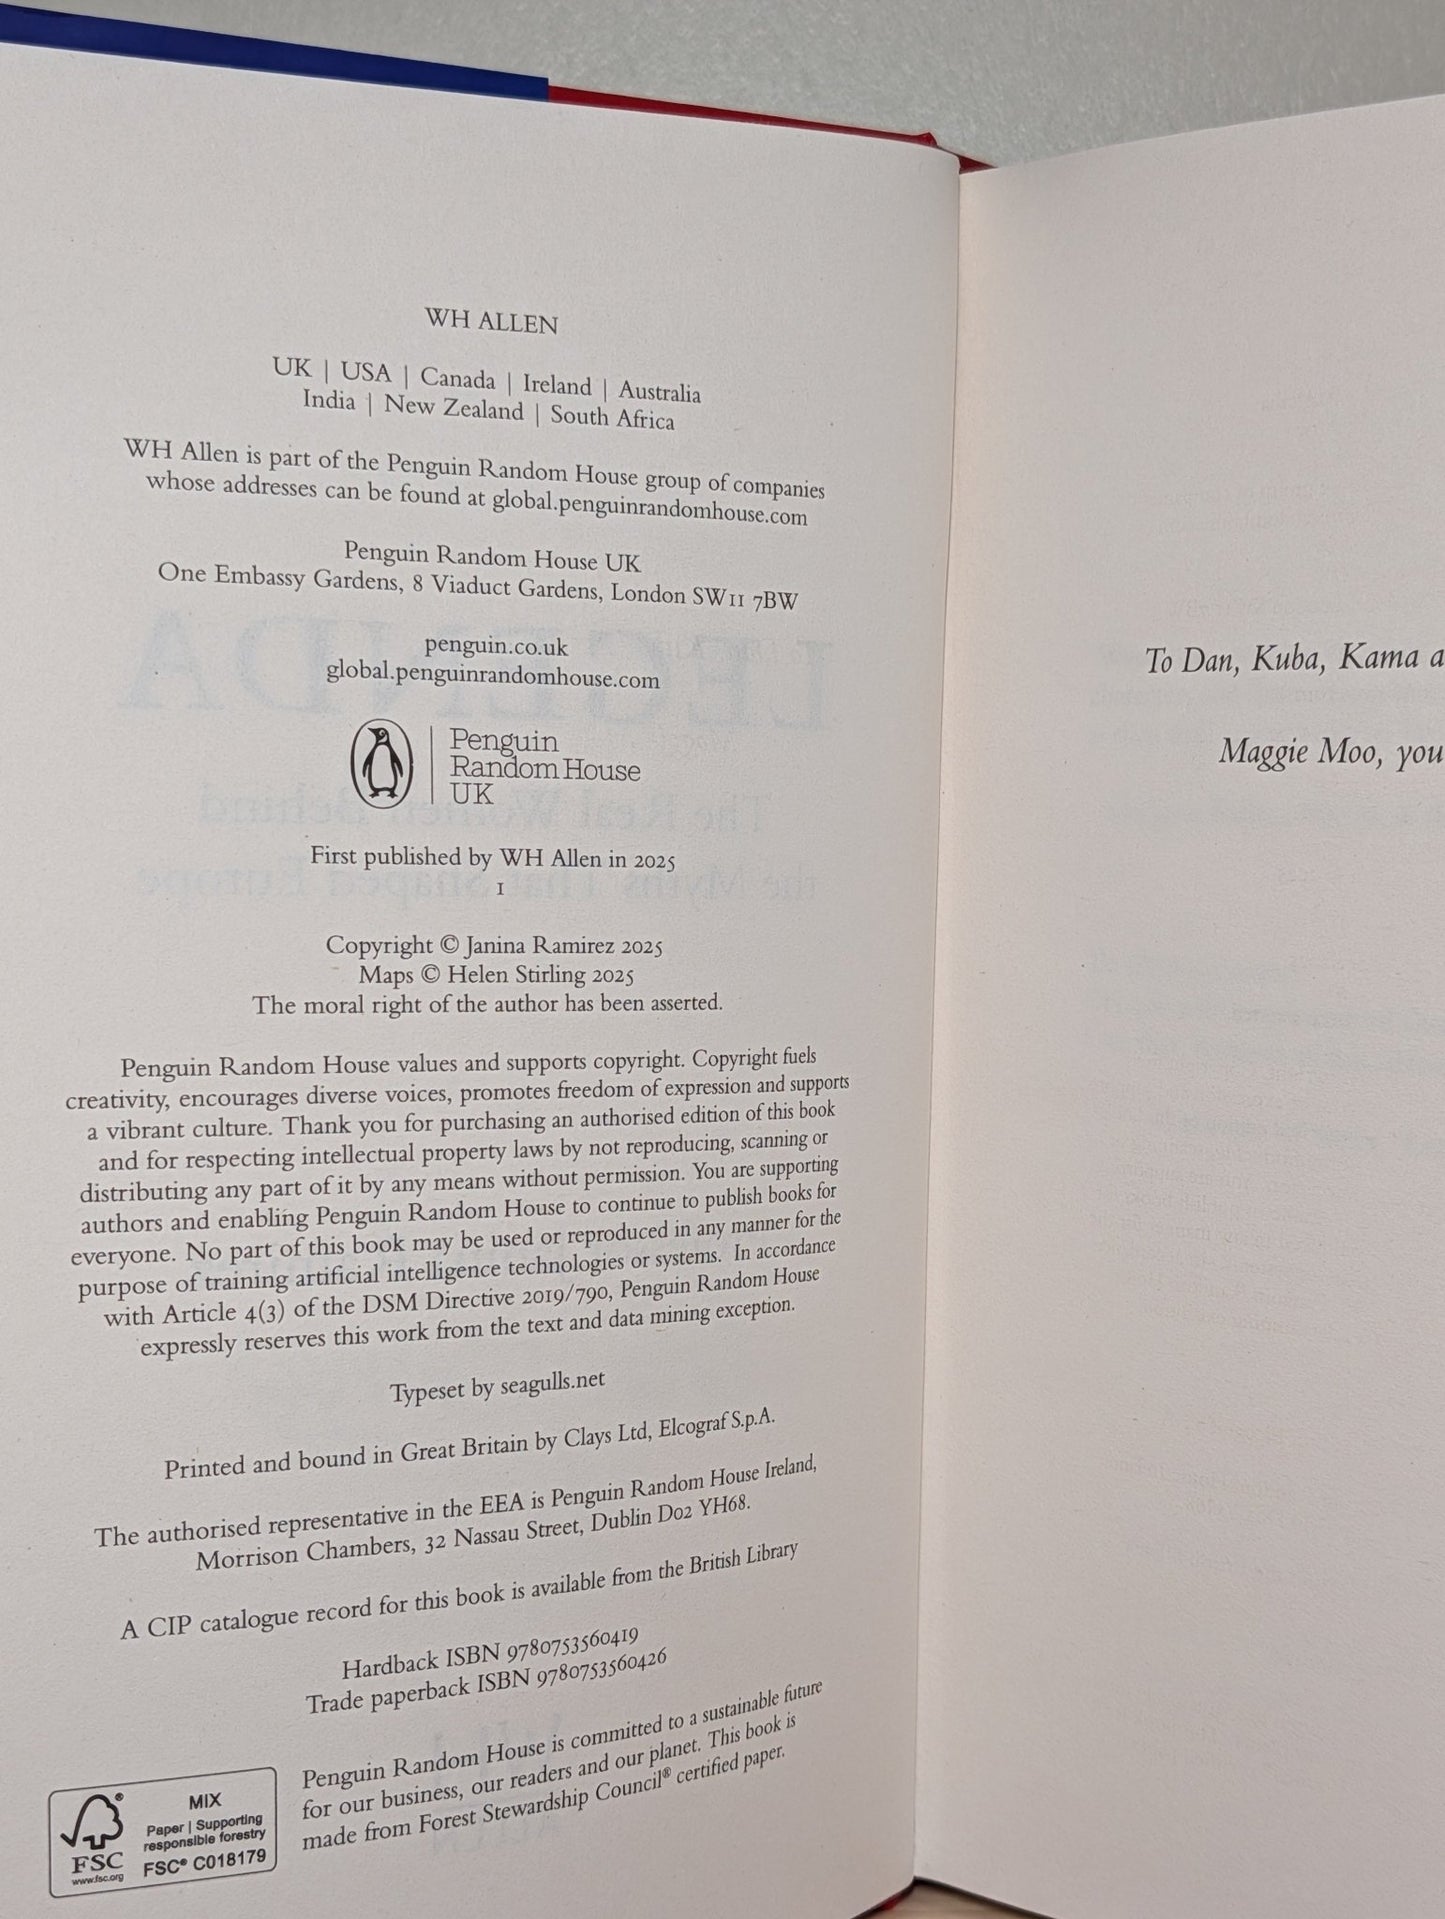 WH ALLEN
UK | USA | Canada | Ireland | Australia
India | New Zealand | South Africa
WH Allen is part of the Penguin Random House group of companies
whose addresses can be found at global.penguinrandomhouse.com
Penguin Random House UK
One Embassy Gardens, 8 Viaduct Gardens, London SW11 7BW
penguin.co.uk
global.penguinrandomhouse.com
Penguin
Random House
UK
First published by WH Allen in 2025
1
Copyright © Janina Ramirez 2025
Maps © Helen Stirling 2025
The moral right of the author has been asserted.
Penguin Random House values and supports copyright. Copyright fuels
creativity, encourages diverse voices, promotes freedom of expression and supports
a vibrant culture. Thank you for purchasing an authorised edition of this book
and for respecting intellectual property laws by not reproducing, scanning or
distributing any part of it by any means without permission. You are supporting
authors and enabling Penguin Random House to continue to publish books for
everyone. No part of this book may be used or reproduced in any manner for the
purpose of training artificial intelligence technologies or systems. In accordance
with Article 4(3) of the DSM Directive 2019/790, Penguin Random House
expressly reserves this work from the text and data mining exception.
Typeset by seagulls.net
Printed and bound in Great Britain by Clays Ltd, Elcograf S.p.A.
The authorised representative in the EEA is Penguin Random House Ireland,
Morrison Chambers, 32 Nassau Street, Dublin D02 YH68.
A CIP catalogue record for this book is available from the British Library
Hardback ISBN 9780753560419
Trade paperback ISBN 9780753560426
Penguin Random House is committed to a sustainable future
for our business, our readers and our planet. This book is
made from Forest Stewardship Council® certified paper.
FSC
www.fsc.org
MIX
Paper | Supporting
responsible forestry
FSC® C018179
To Dan, Kuba, Kama a
Maggie Moo, you